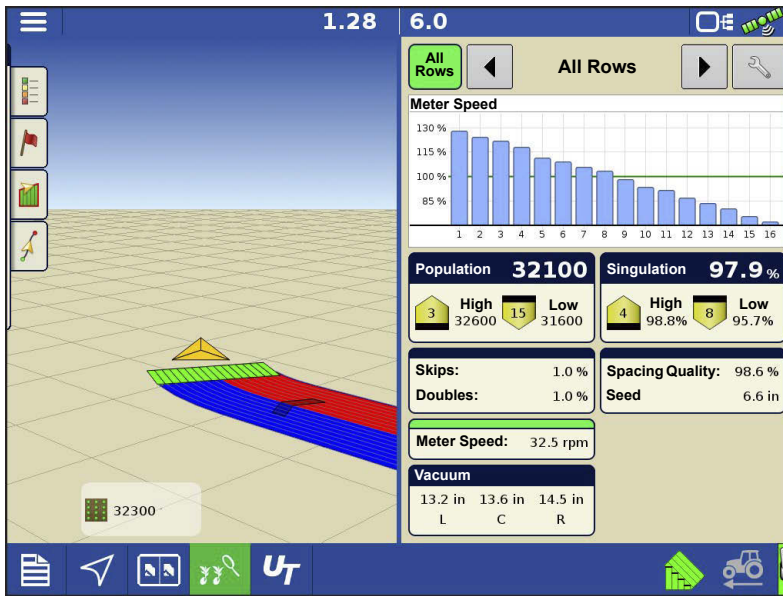 1.28 6.0
All Rows
All Rows
Meter Speed
130 %
115 %
100 %
85 %
1 2 3 4 5 6 7 8 9 10 11 12 13 14 15 16
Population 32100
3 High 32600 15 Low 31600
Singulation 97.9 %
4 High 98.8% 8 Low 95.7%
Skips: 1.0 %
Doubles: 1.0 %
Spacing Quality: 98.6 %
Seed 6.6 in
Meter Speed: 32.5 rpm
Vacuum
13.2 in 13.6 in 14.5 in
L C R
32300
UT